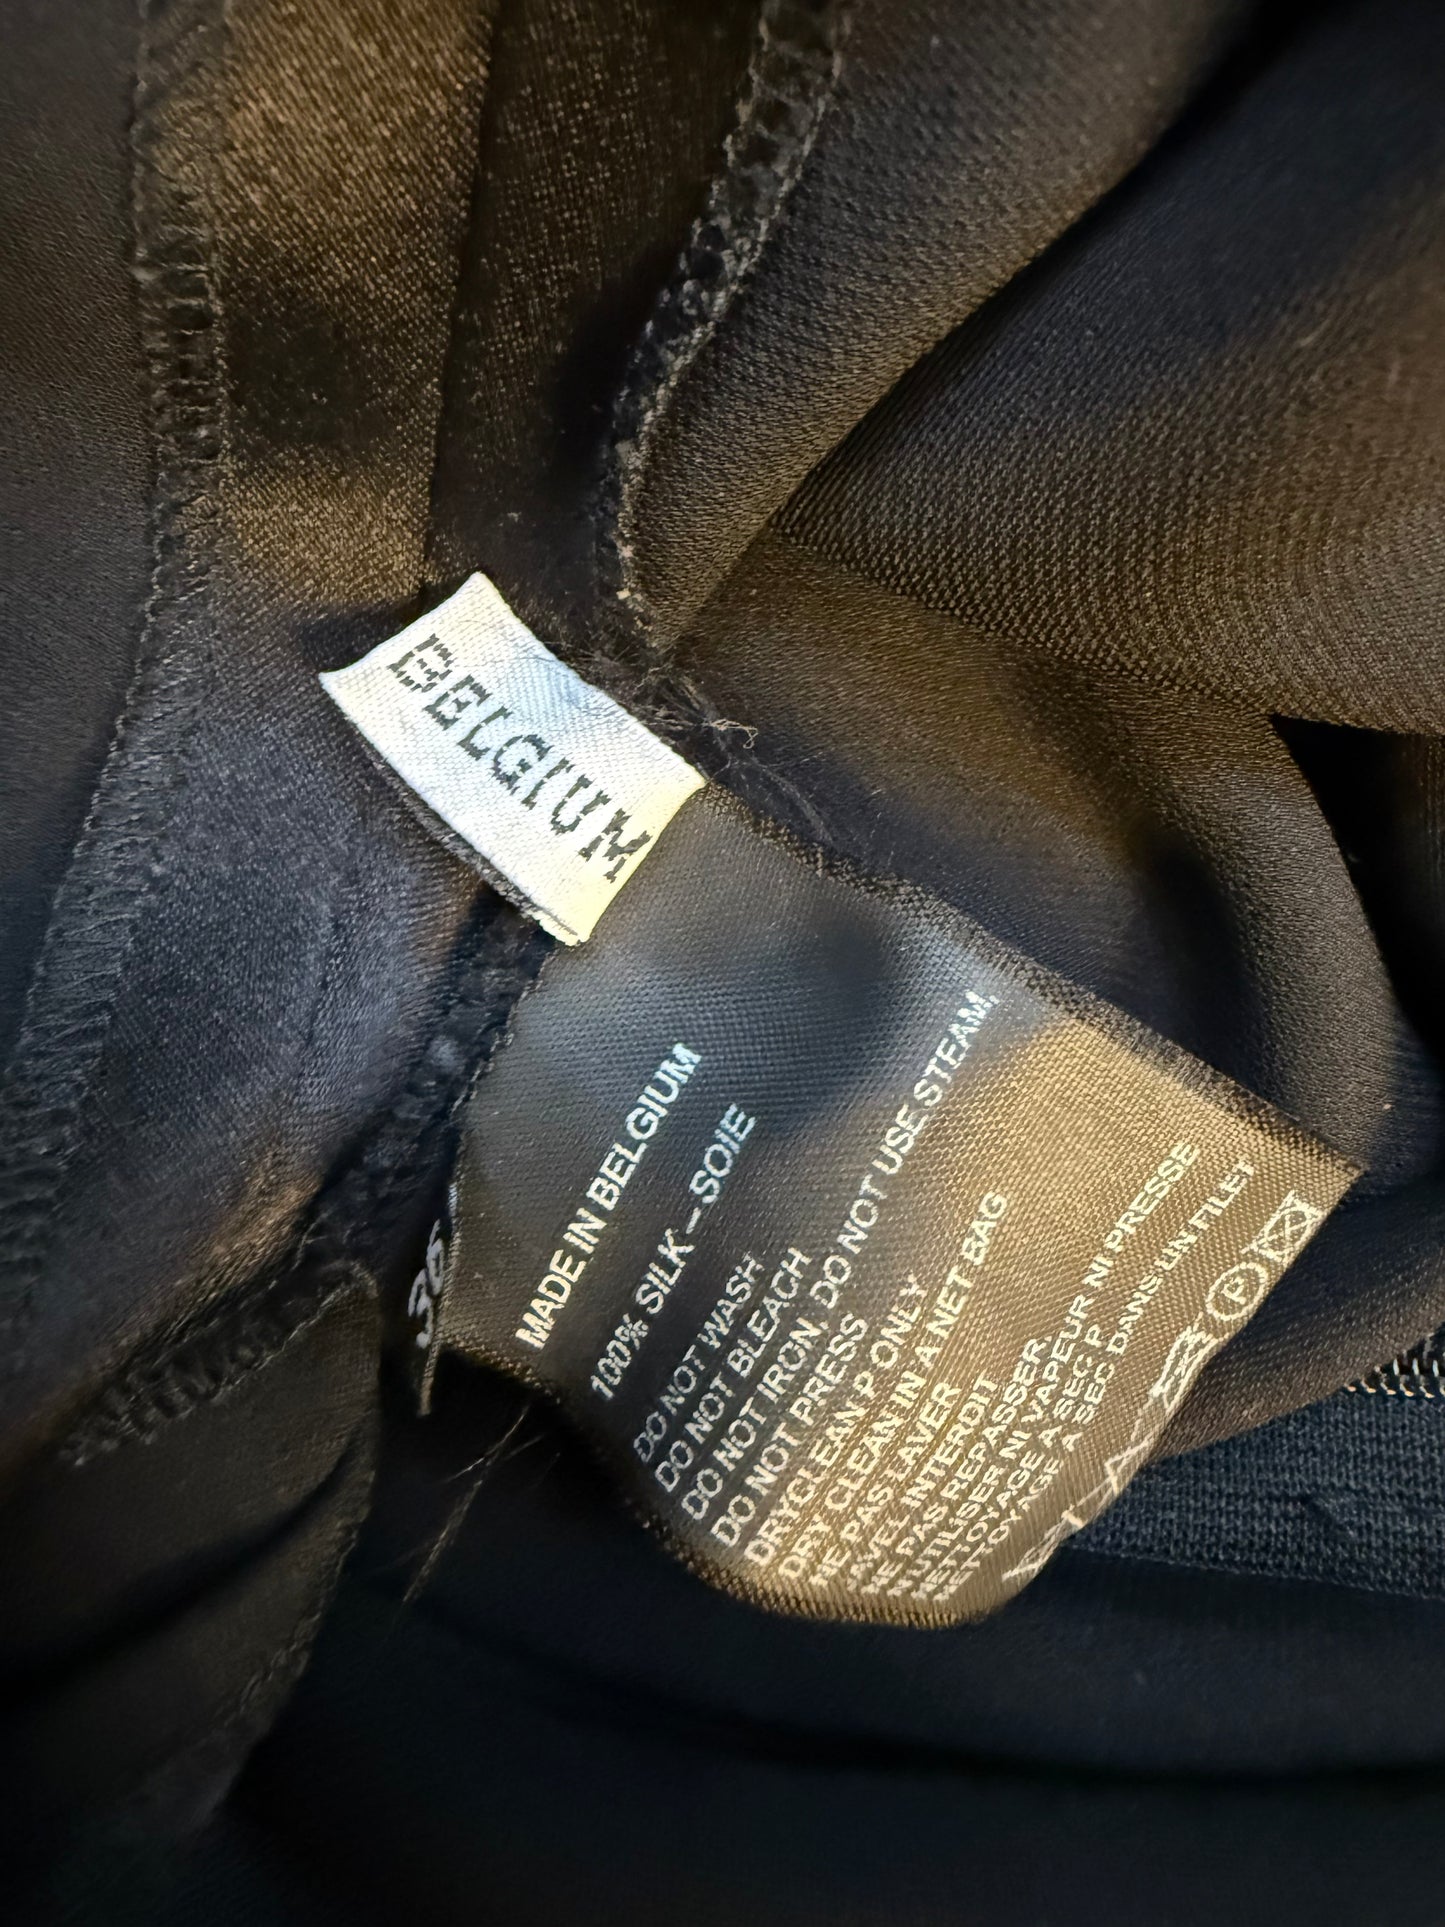 BELGIUM
36
MADE IN BELGIUM
100% SILK-SOIE
DO NOT WASH
DO NOT BLEACH
DO NOT IRON, DO NOT USE STEAM,
DO NOT PRESS
DRYCLEAN P ONLY
DRY CLEAN IN A NET BAG
NE PAS LAVER
JAVEL INTERDIT
NE PAS REPASSER.
N'UTILISER NI VAPEUR NI PRESSE
NETTOYAGE A SEC P
NETTOYAGE A SEC DANS UN FILET
P